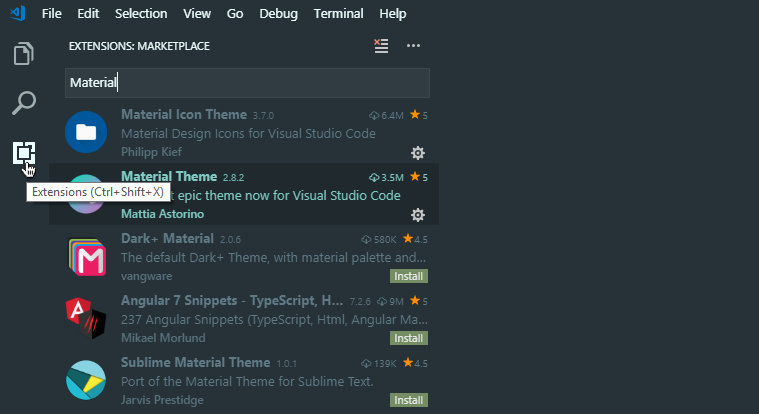 File Edit Selection View Go Debug Terminal Help
EXTENSIONS: MARKETPLACE
Material
Material Icon Theme 3.7.0 6.4M 5
Material Design Icons for Visual Studio Code
Philipp Kief
Material Theme 2.8.2 3.5M 5
Extensions (Ctrl+Shift+X)
epic theme now for Visual Studio Code
Mattia Astorino
Dark+ Material 2.0.6 580K 4.5
The default Dark+ Theme, with material palette and...
vangware Install
Angular 7 Snippets - TypeScript, H... 7.2.6 9M 5
237 Angular Snippets (TypeScript, Html, Angular Ma...
Mikael Morlund Install
Sublime Material Theme 1.0.1 139K 4.5
Port of the Material Theme for Sublime Text.
Jarvis Prestidge Install